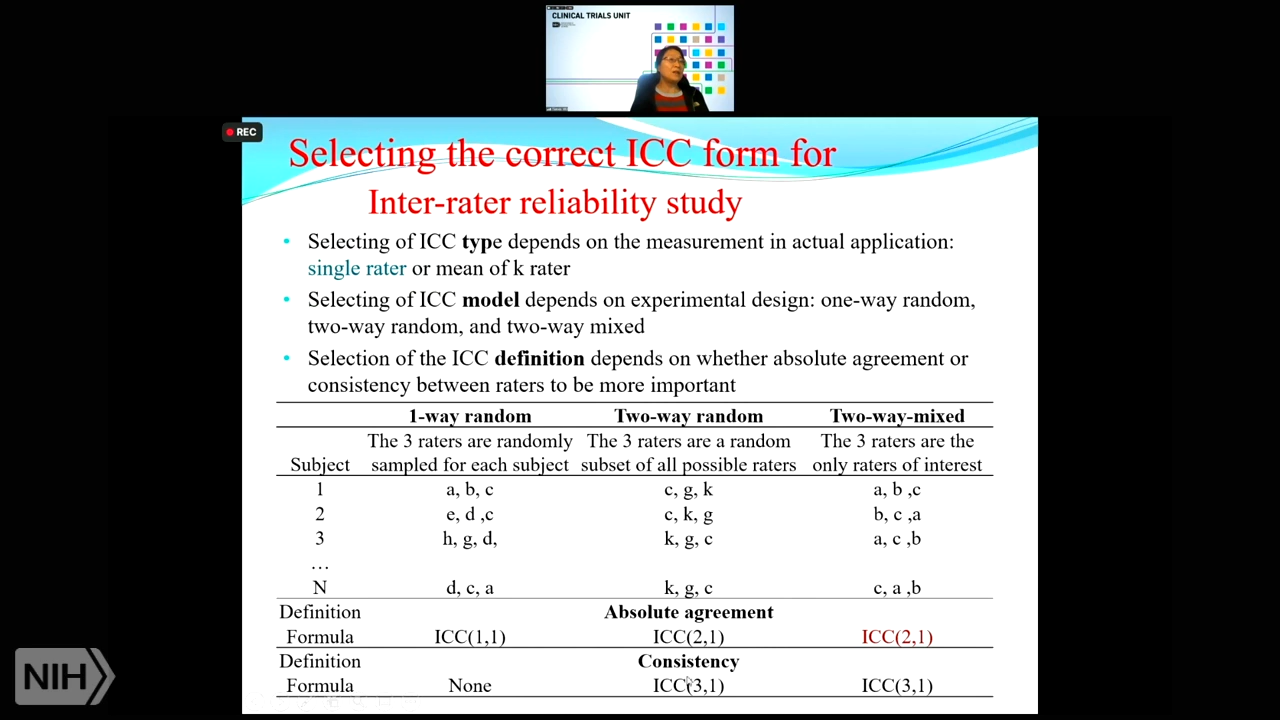 CLINICAL TRIALS UNIT
REC
Selecting the correct ICC form for
Inter-rater reliability study
• Selecting of ICC type depends on the measurement in actual application:
single rater or mean of k rater
• Selecting of ICC model depends on experimental design: one-way random,
two-way random, and two-way mixed
• Selection of the ICC definition depends on whether absolute agreement or
consistency between raters to be more important
1-way random Two-way random Two-way-mixed
The 3 raters are randomly The 3 raters are a random The 3 raters are the
Subject sampled for each subject subset of all possible raters only raters of interest
1 a, b, c c, g, k a, b ,c
2 e, d ,c c, k, g b, c ,a
3 h, g, d, k, g, c a, c ,b
…
N d, c, a k, g, c c, a ,b
Definition Absolute agreement
Formula ICC(1,1) ICC(2,1) ICC(2,1)
Definition Consistency
Formula None ICC(3,1) ICC(3,1)
NIH